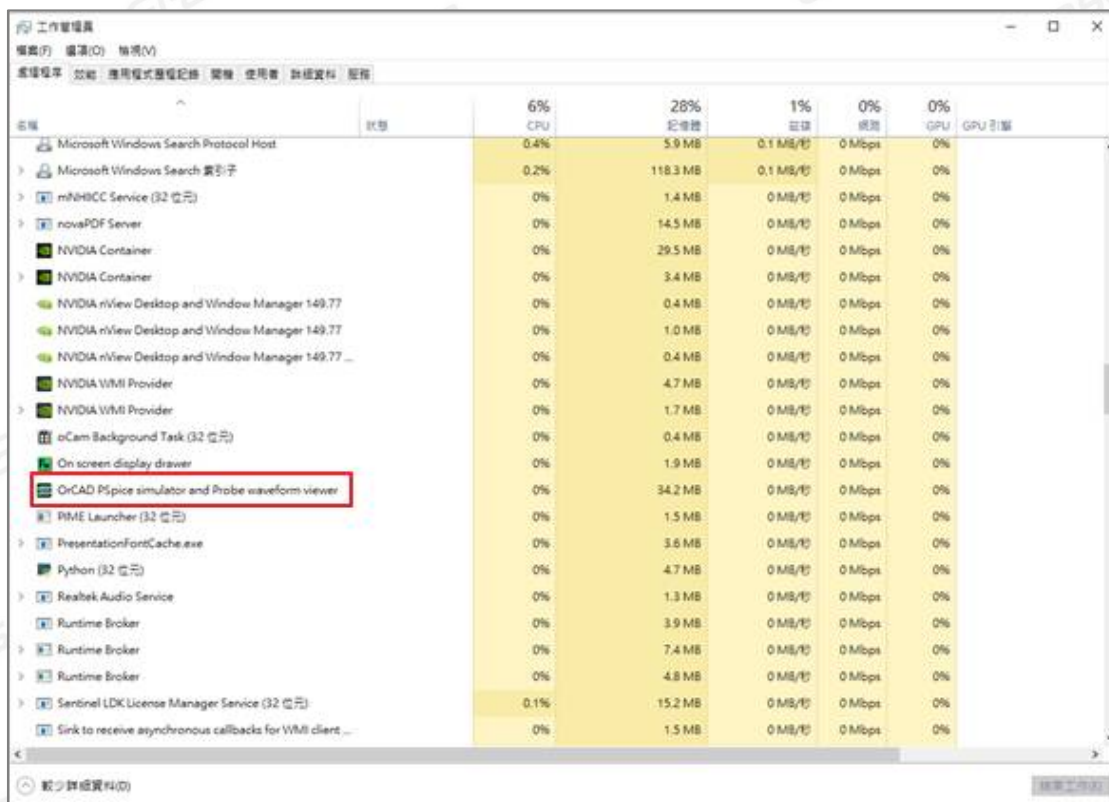 工作管理員
檔案(F) 選項(O) 檢視(V)
處理程序 效能 應用程式歷程記錄 開機 使用者 詳細資料 服務
6% 28% 1% 0% 0%
名稱 狀態 CPU 記憶體 磁碟 網路 GPU GPU 引擎
Microsoft Windows Search Protocol Host 0.4% 5.9 MB 0.1 MB/秒 0 Mbps 0%
Microsoft Windows Search 索引子 0.2% 118.3 MB 0.1 MB/秒 0 Mbps 0%
mNHIICC Service (32 位元) 0% 1.4 MB 0 MB/秒 0 Mbps 0%
novaPDF Server 0% 14.5 MB 0 MB/秒 0 Mbps 0%
NVIDIA Container 0% 29.5 MB 0 MB/秒 0 Mbps 0%
NVIDIA Container 0% 3.4 MB 0 MB/秒 0 Mbps 0%
NVIDIA nView Desktop and Window Manager 149.77 0% 0.4 MB 0 MB/秒 0 Mbps 0%
NVIDIA nView Desktop and Window Manager 149.77 0% 1.0 MB 0 MB/秒 0 Mbps 0%
NVIDIA nView Desktop and Window Manager 149.77 ... 0% 0.4 MB 0 MB/秒 0 Mbps 0%
NVIDIA WMI Provider 0% 4.7 MB 0 MB/秒 0 Mbps 0%
NVIDIA WMI Provider 0% 1.7 MB 0 MB/秒 0 Mbps 0%
oCam Background Task (32 位元) 0% 0.4 MB 0 MB/秒 0 Mbps 0%
On screen display drawer 0% 1.9 MB 0 MB/秒 0 Mbps 0%
OrCAD PSpice simulator and Probe waveform viewer 0% 34.2 MB 0 MB/秒 0 Mbps 0%
PIME Launcher (32 位元) 0% 1.5 MB 0 MB/秒 0 Mbps 0%
PresentationFontCache.exe 0% 3.6 MB 0 MB/秒 0 Mbps 0%
Python (32 位元) 0% 4.7 MB 0 MB/秒 0 Mbps 0%
Realtek Audio Service 0% 1.3 MB 0 MB/秒 0 Mbps 0%
Runtime Broker 0% 3.9 MB 0 MB/秒 0 Mbps 0%
Runtime Broker 0% 7.4 MB 0 MB/秒 0 Mbps 0%
Runtime Broker 0% 4.8 MB 0 MB/秒 0 Mbps 0%
Sentinel LDK License Manager Service (32 位元) 0.1% 15.2 MB 0 MB/秒 0 Mbps 0%
Sink to receive asynchronous callbacks for WMI client ... 0% 1.5 MB 0 MB/秒 0 Mbps 0%
較少詳細資料(D) 結束工作(E)